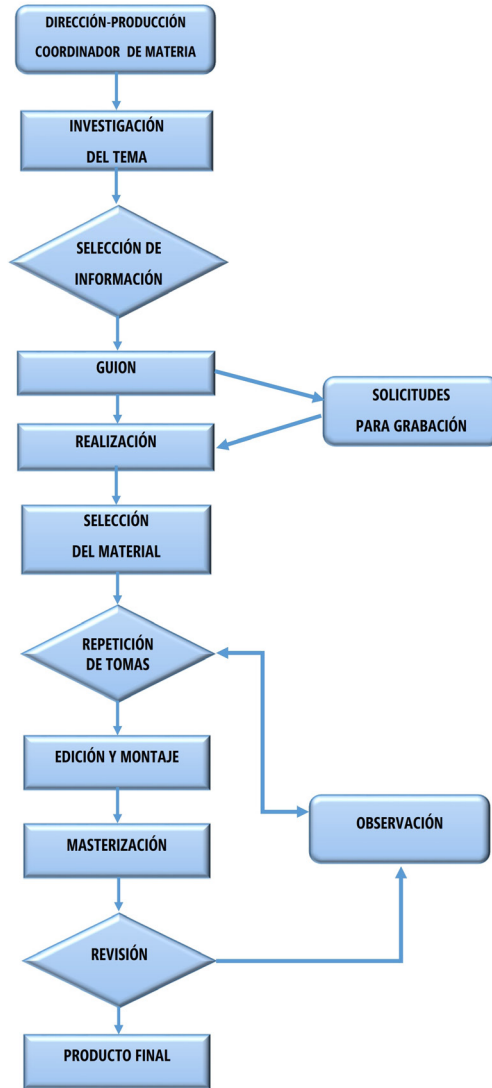 DIRECCIÓN-PRODUCCIÓN
COORDINADOR DE MATERIA
INVESTIGACIÓN
DEL TEMA
SELECCIÓN DE
INFORMACIÓN
GUION
SOLICITUDES
PARA GRABACIÓN
REALIZACIÓN
SELECCIÓN
DEL MATERIAL
REPETICIÓN
DE TOMAS
EDICIÓN Y MONTAJE
OBSERVACIÓN
MASTERIZACIÓN
REVISIÓN
PRODUCTO FINAL